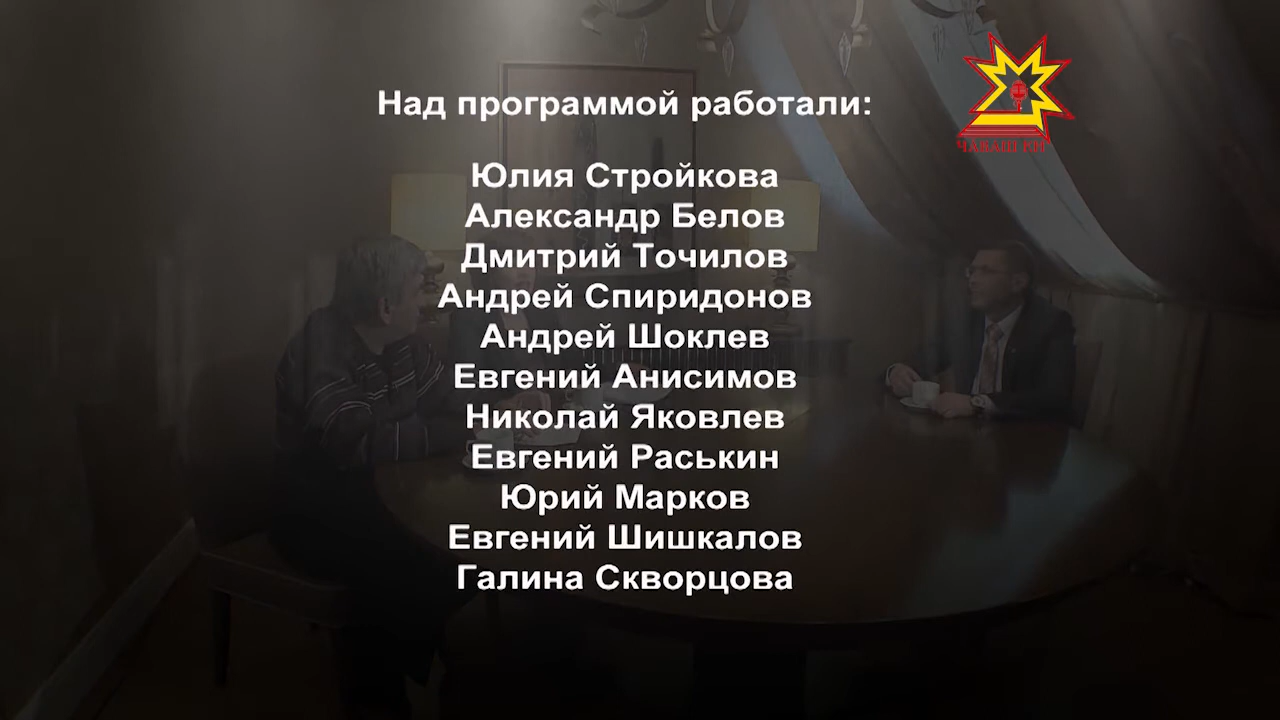 Над программой работали:
Юлия Стройкова
Александр Белов
Дмитрий Точилов
Андрей Спиридонов
Андрей Шоклев
Евгений Анисимов
Николай Яковлев
Евгений Раськин
Юрий Марков
Евгений Шишкалов
Галина Скворцова